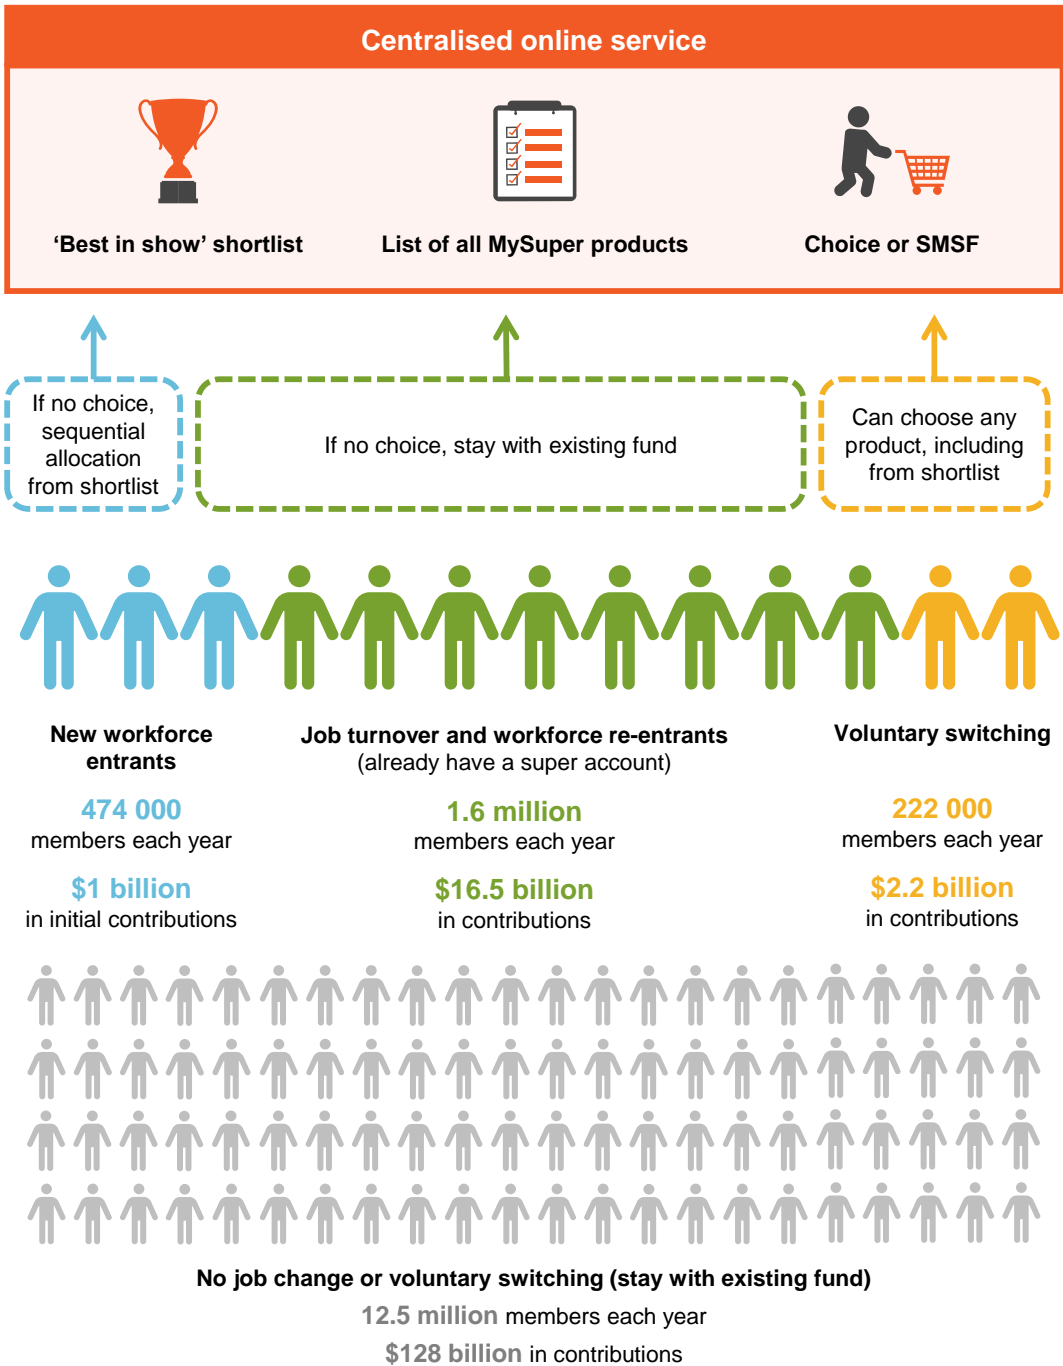 Centralised online service
‘Best in show’ shortlist
List of all MySuper products
Choice or SMSF
If no choice,
sequential
allocation
from shortlist
If no choice, stay with existing fund
Can choose any
product, including
from shortlist
New workforce
entrants
474 000
members each year
$1 billion
in initial contributions
Job turnover and workforce re-entrants
(already have a super account)
1.6 million
members each year
$16.5 billion
in contributions
Voluntary switching
222 000
members each year
$2.2 billion
in contributions
No job change or voluntary switching (stay with existing fund)
12.5 million members each year
$128 billion in contributions